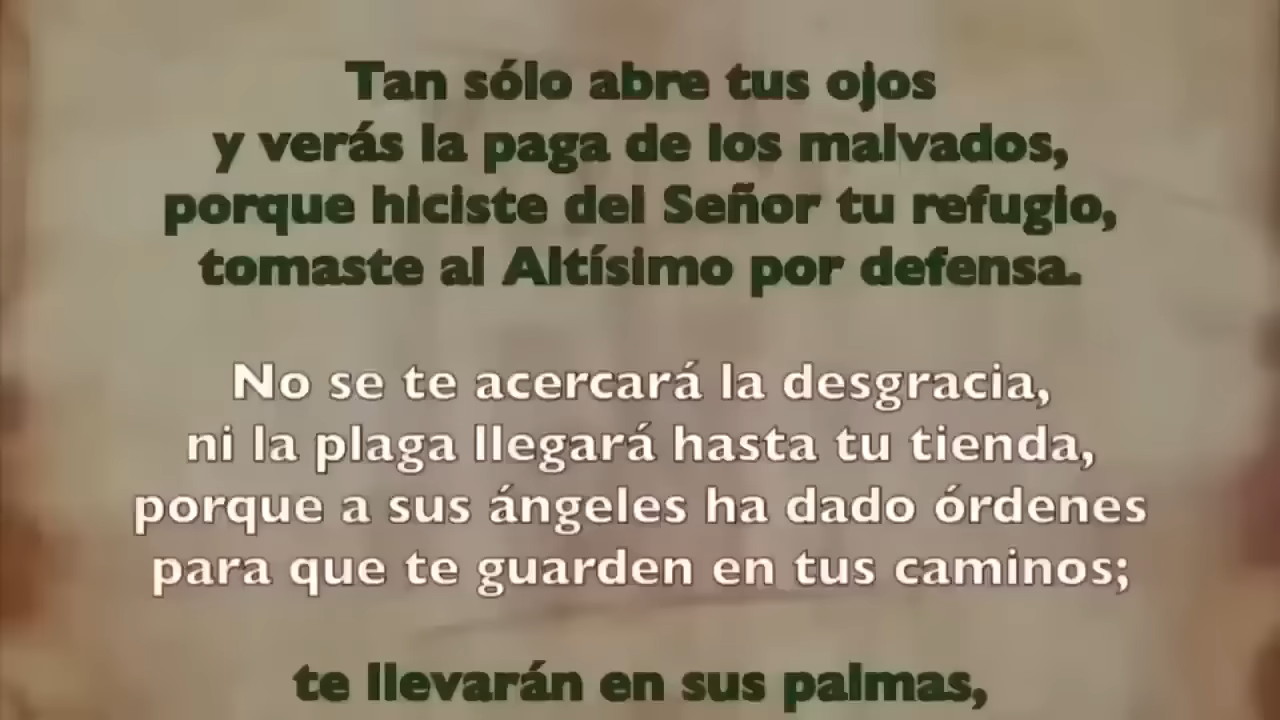 Tan sólo abre tus ojos
y verás la paga de los malvados,
porque hiciste del Señor tu refugio,
tomaste al Altísimo por defensa.
No se te acercará la desgracia,
ni la plaga llegará hasta tu tienda,
porque a sus ángeles ha dado órdenes
para que te guarden en tus caminos;
te llevarán en sus palmas,